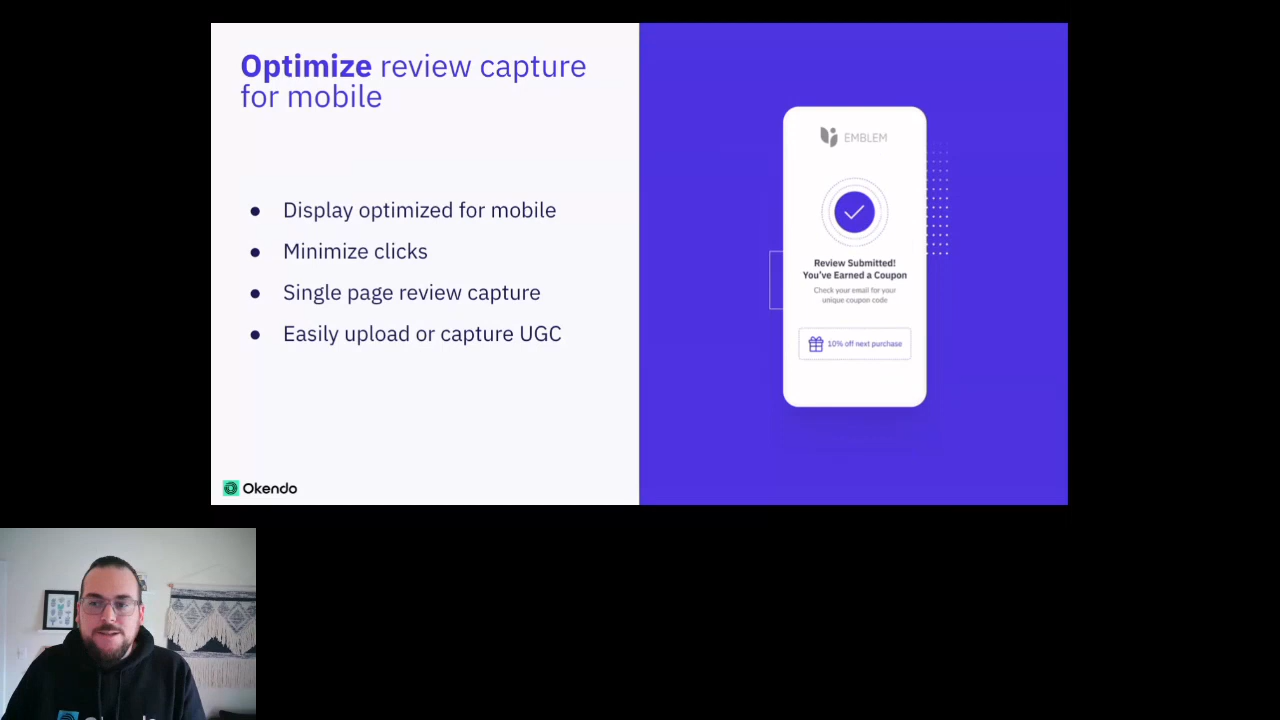 Optimize review capture
for mobile
● Display optimized for mobile
● Minimize clicks
● Single page review capture
● Easily upload or capture UGC
Okendo
EMBLEM
Review Submitted!
You've Earned a Coupon
Check your email for your
unique coupon code
10% off next purchase
Okendo